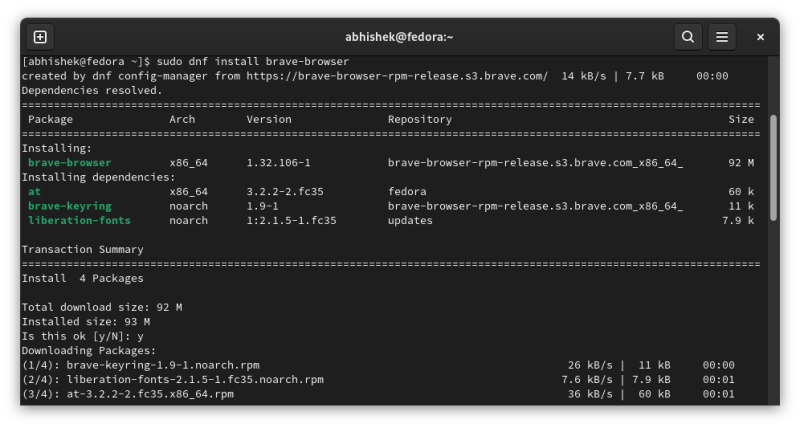 abhishek@fedora:~
[abhishek@fedora ~]$ sudo dnf install brave-browser
created by dnf config-manager from https://brave-browser-rpm-release.s3.brave.com/  14 kB/s | 7.7 kB     00:00
Dependencies resolved.
================================================================================================================
 Package               Arch      Version               Repository                                          Size
================================================================================================================
Installing:
 brave-browser         x86_64    1.32.106-1            brave-browser-rpm-release.s3.brave.com_x86_64_       92 M
Installing dependencies:
 at                    x86_64    3.2.2-2.fc35          fedora                                              60 k
 brave-keyring         noarch    1.9-1                 brave-browser-rpm-release.s3.brave.com_x86_64_       11 k
 liberation-fonts      noarch    1:2.1.5-1.fc35        updates                                            7.9 k
Transaction Summary
================================================================================================================
Install  4 Packages
Total download size: 92 M
Installed size: 93 M
Is this ok [y/N]: y
Downloading Packages:
(1/4): brave-keyring-1.9-1.noarch.rpm                                              26 kB/s |  11 kB     00:00
(2/4): liberation-fonts-2.1.5-1.fc35.noarch.rpm                                   7.6 kB/s | 7.9 kB     00:01
(3/4): at-3.2.2-2.fc35.x86_64.rpm                                                  36 kB/s |  60 kB     00:01